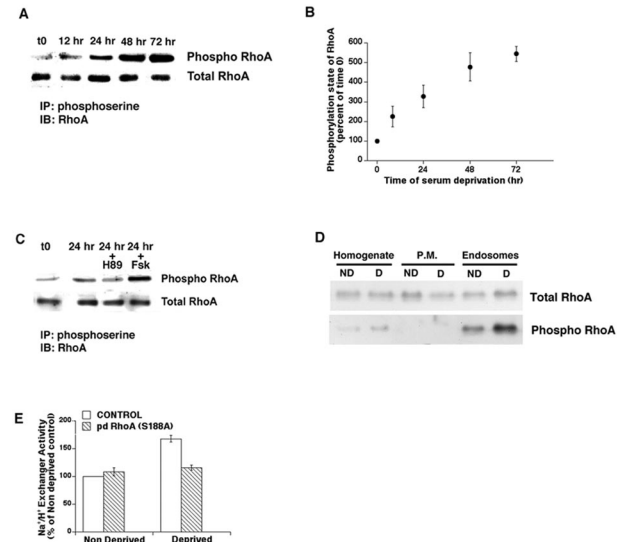 A
t0 12 hr 24 hr 48 hr 72 hr
Phospho RhoA
Total RhoA
IP: phosphoserine
IB: RhoA
B
Phosphorylation state of RhoA
(percent of time 0)
600
500
400
300
200
100
0
0 24 48 72
Time of serum deprivation (hr)
C
t0 24 hr 24 hr 24 hr
+ +
H89 Fsk
Phospho RhoA
Total RhoA
IP: phosphoserine
IB: RhoA
D
Homogenate P.M. Endosomes
ND D ND D ND D
Total RhoA
Phospho RhoA
E
CONTROL
pd RhoA (S188A)
Na+/H+ Exchanger Activity
(% of Non deprived control)
200
150
100
50
0
Non Deprived Deprived